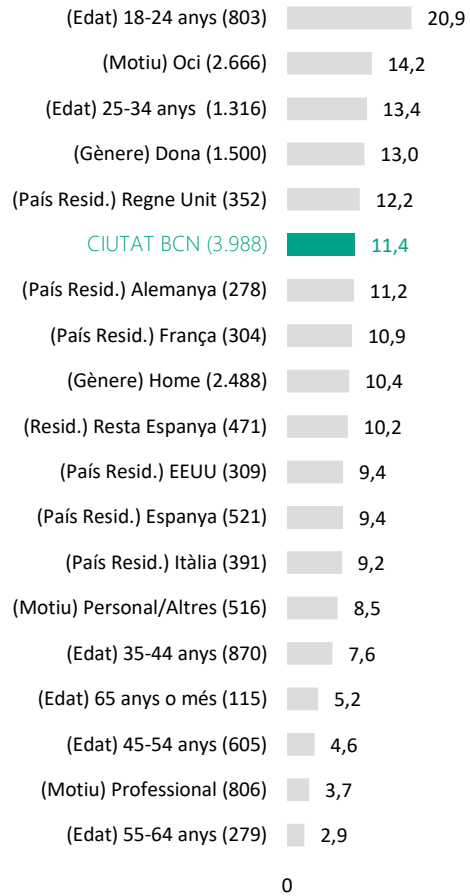 (Edat) 18-24 anys (803) 20,9
(Motiu) Oci (2.666) 14,2
(Edat) 25-34 anys (1.316) 13,4
(Gènere) Dona (1.500) 13,0
(País Resid.) Regne Unit (352) 12,2
CIUTAT BCN (3.988) 11,4
(País Resid.) Alemanya (278) 11,2
(País Resid.) França (304) 10,9
(Gènere) Home (2.488) 10,4
(Resid.) Resta Espanya (471) 10,2
(País Resid.) EEUU (309) 9,4
(País Resid.) Espanya (521) 9,4
(País Resid.) Itàlia (391) 9,2
(Motiu) Personal/Altres (516) 8,5
(Edat) 35-44 anys (870) 7,6
(Edat) 65 anys o més (115) 5,2
(Edat) 45-54 anys (605) 4,6
(Motiu) Professional (806) 3,7
(Edat) 55-64 anys (279) 2,9
0